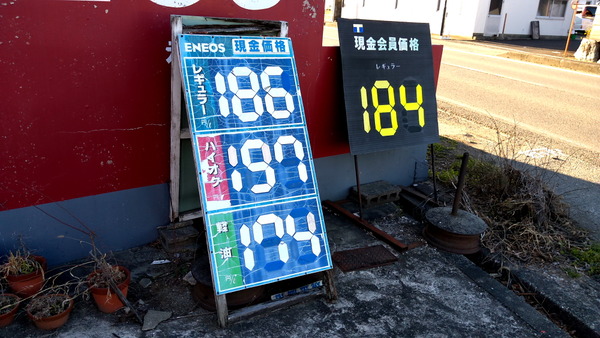 ENEOS 現金価格
レギュラー 186
ハイオク 197
軽油 174
T
現金会員価格
レギュラー
184